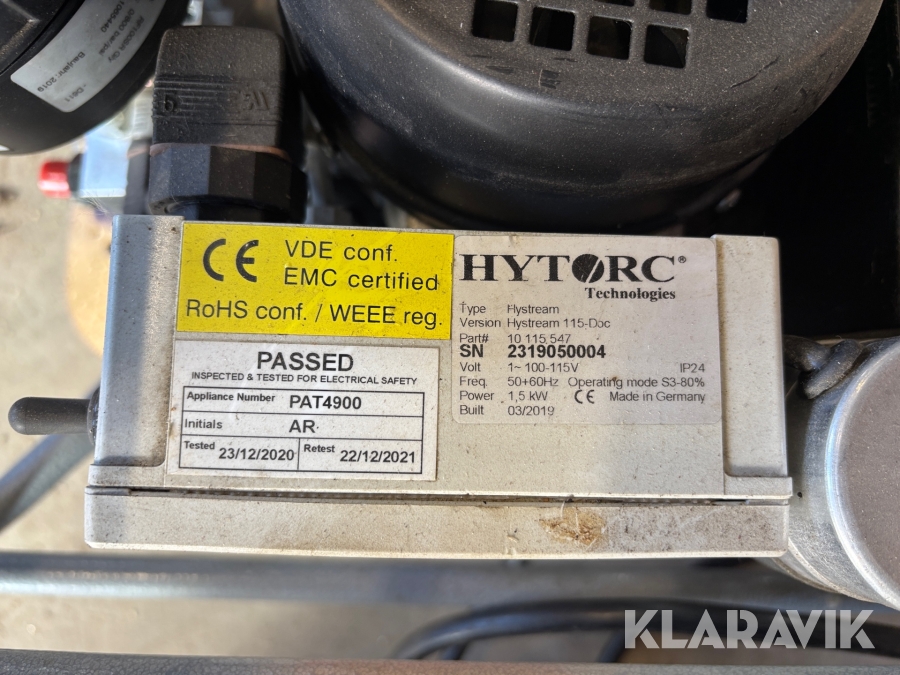 Baujahr: 2019
CE VDE conf.
EMC certified
RoHS conf. / WEEE reg.
PASSED
INSPECTED & TESTED FOR ELECTRICAL SAFETY
Appliance Number PAT4900
Initials AR
Tested 23/12/2020 Retest 22/12/2021
HYTORC®
Technologies
Type Hystream
Version Hystream 115-Doc
Part# 10 115 547
SN 2319050004
Volt 1~ 100-115V IP24
Freq. 50+60Hz Operating mode S3-80%
Power 1,5 kW CE Made in Germany
Built 03/2019
KLARAVIK